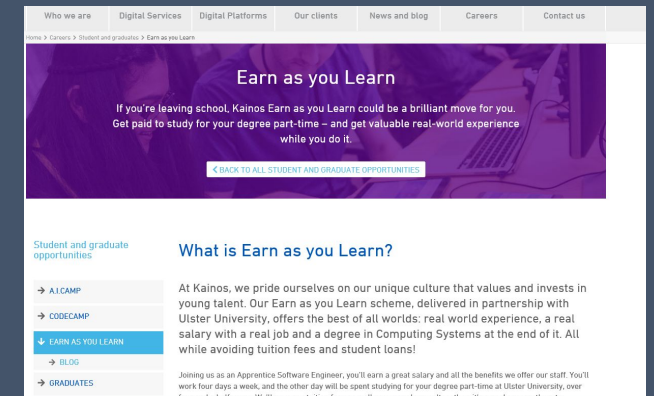 Who we are Digital Services Digital Platforms Our clients News and blog Careers Contact us
Home > Careers > Student and graduates > Earn as you Learn
Earn as you Learn
If you're leaving school, Kainos Earn as you Learn could be a brilliant move for you.
Get paid to study for your degree part-time – and get valuable real-world experience
while you do it.
BACK TO ALL STUDENT AND GRADUATE OPPORTUNITIES
Student and graduate
opportunities
→ A.I.CAMP
→ CODECAMP
↓ EARN AS YOU LEARN
→ BLOG
→ GRADUATES
What is Earn as you Learn?
At Kainos, we pride ourselves on our unique culture that values and invests in
young talent. Our Earn as you Learn scheme, delivered in partnership with
Ulster University, offers the best of all worlds: real world experience, a real
salary with a real job and a degree in Computing Systems at the end of it. All
while avoiding tuition fees and student loans!
Joining us as an Apprentice Software Engineer, you'll earn a great salary and all the benefits we offer our staff. You'll
work four days a week, and the other day will be spent studying for your degree part-time at Ulster University, over